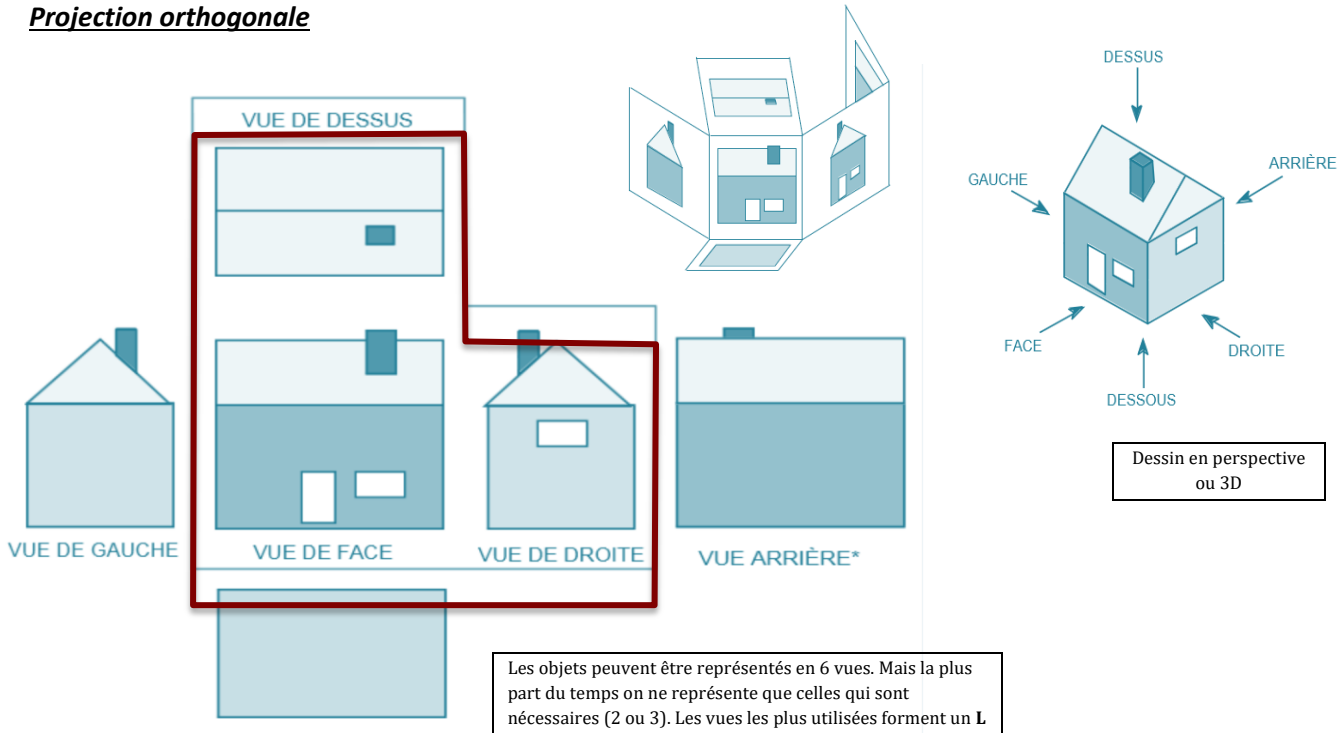 Projection orthogonale
VUE DE DESSUS
VUE DE GAUCHE
VUE DE FACE
VUE DE DROITE
VUE ARRIÈRE*
DESSUS
GAUCHE
ARRIÈRE
FACE
DROITE
DESSOUS
Dessin en perspective
ou 3D
Les objets peuvent être représentés en 6 vues. Mais la plus
part du temps on ne représente que celles qui sont
nécessaires (2 ou 3). Les vues les plus utilisées forment un L